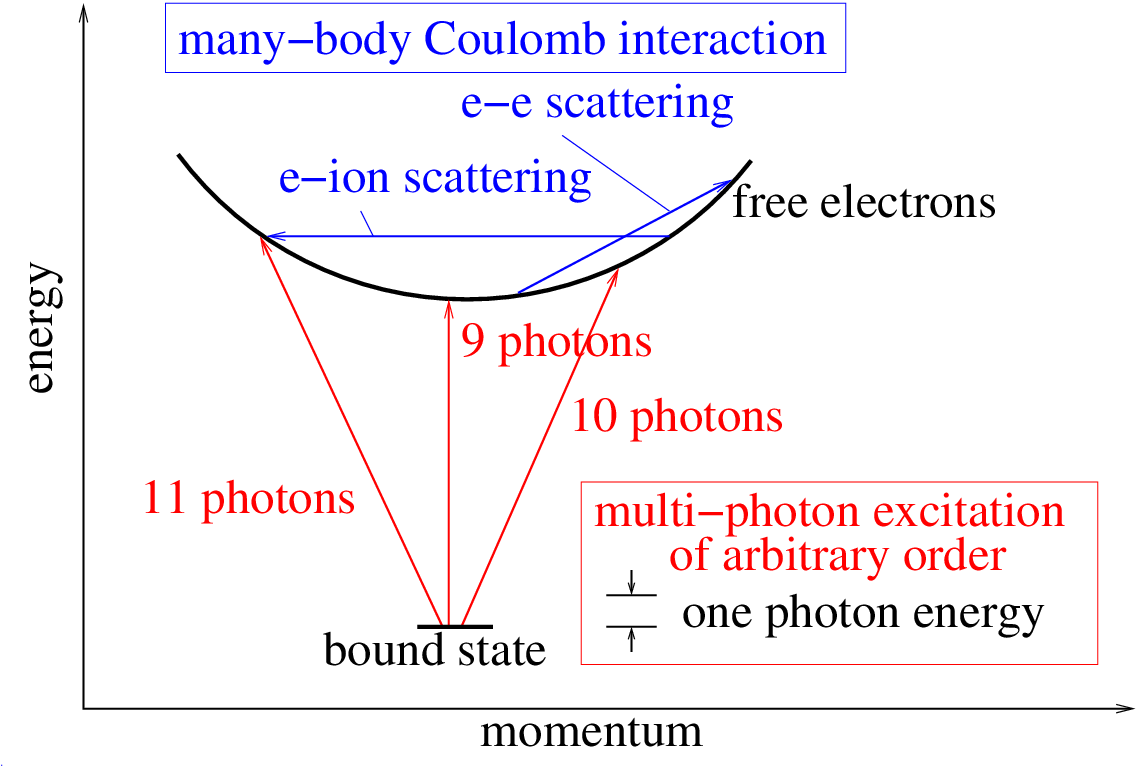 many−body Coulomb interaction
e−e scattering
e−ion scattering
free electrons
energy
9 photons
10 photons
11 photons
multi−photon excitation
of arbitrary order
one photon energy
bound state
momentum